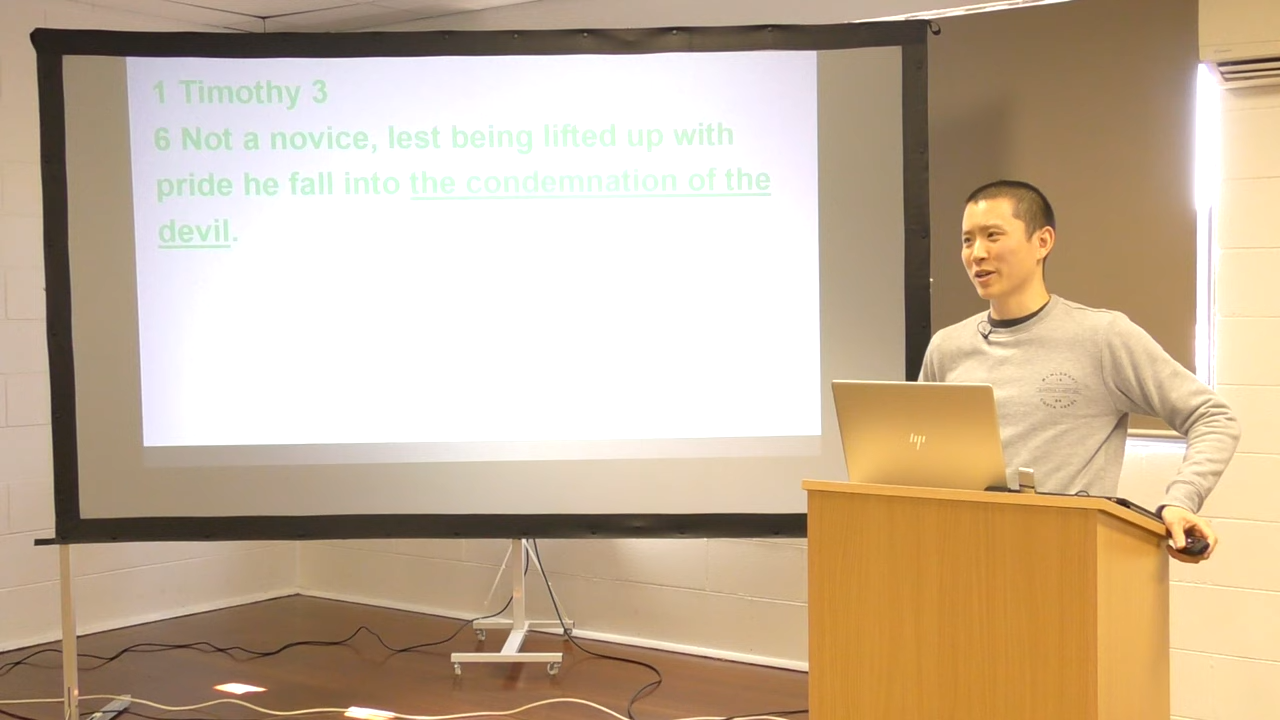 1 Timothy 3
6 Not a novice, lest being lifted up with
pride he fall into the condemnation of the
devil.
hp